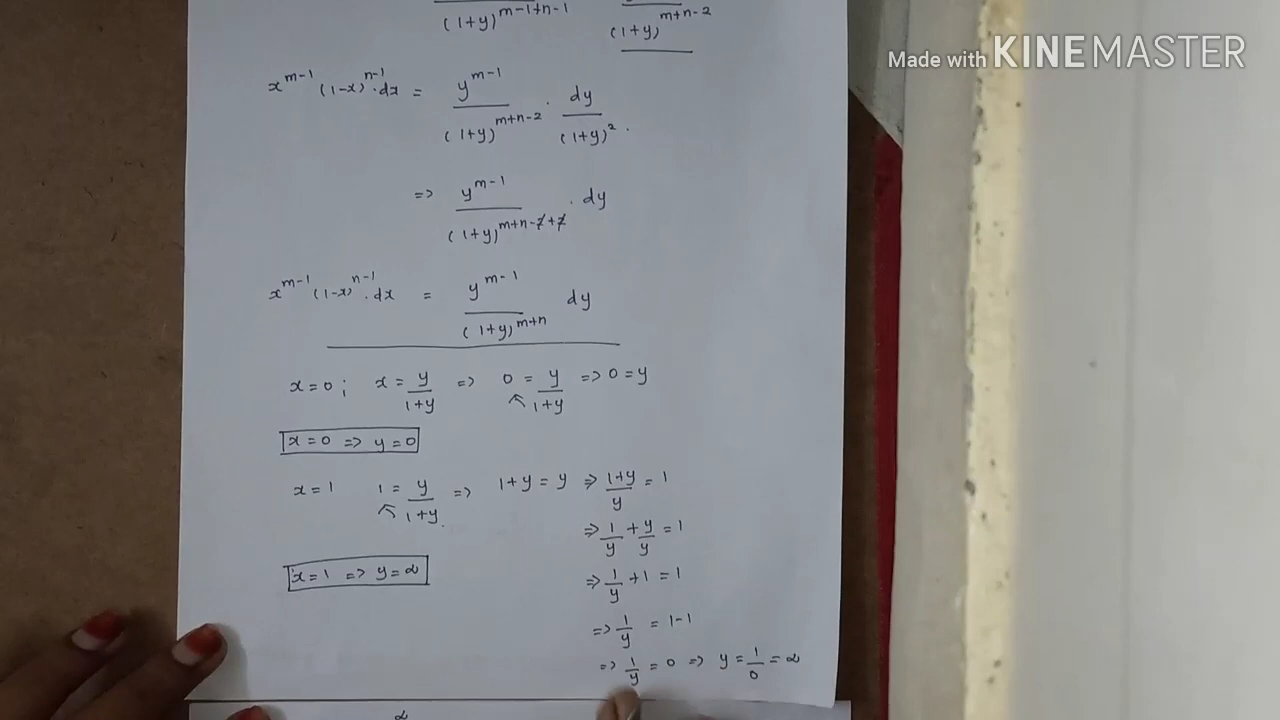 (1+y)^{m-1+n-1} (1+y)^{m+n-2}
Made with KINEMASTER
x^{m-1} (1-x)^{n-1} . dx = y^{m-1} / (1+y)^{m+n-2} . dy / (1+y)^2 .
=> y^{m-1} / (1+y)^{m+n-2+2} . dy
x^{m-1} (1-x)^{n-1} . dx = y^{m-1} / (1+y)^{m+n} dy
x=0 ; x = y / 1+y => 0 = y / 1+y => 0 = y
x=0 => y=0
x=1 1 = y / 1+y. => 1+y = y => 1+y / y = 1
=> 1/y + y/y = 1
=> 1/y + 1 = 1
x=1 => y=∞
=> 1/y = 1-1
=> 1/y = 0 => y = 1/0 = ∞
∞